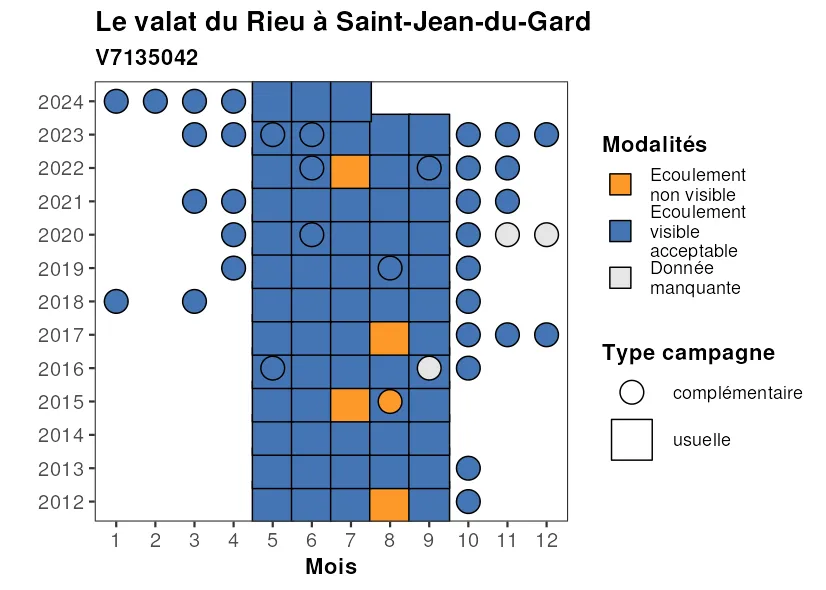 Le valat du Rieu à Saint-Jean-du-Gard
V7135042
2024
2023
2022
2021
2020
2019
2018
2017
2016
2015
2014
2013
2012
1 2 3 4 5 6 7 8 9 10 11 12
Mois
Modalités
Ecoulement
non visible
Ecoulement
visible
acceptable
Donnée
manquante
Type campagne
complémentaire
usuelle